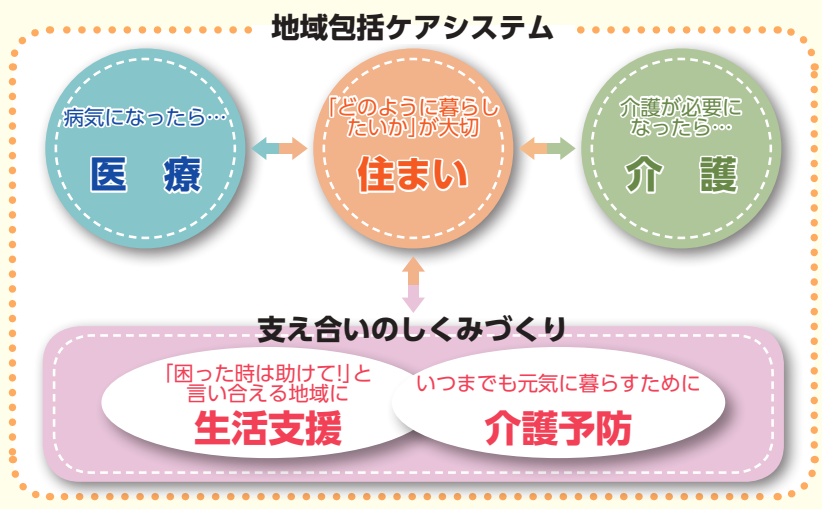 地域包括ケアシステム
病気になったら…
医　療
「どのように暮らし
たいか」が大切
住まい
介護が必要に
なったら…
介　護
支え合いのしくみづくり
「困った時は助けて!」と
言い合える地域に
生活支援
いつまでも元気に暮らすために
介護予防